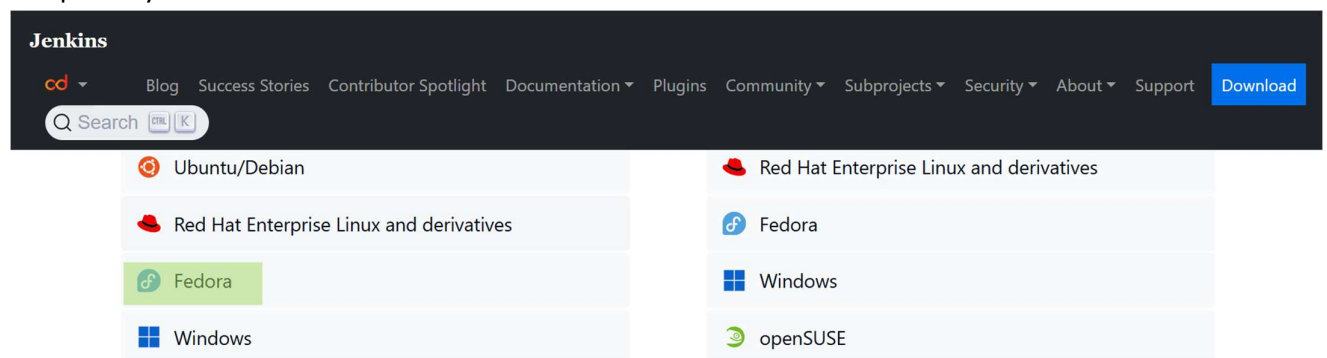 Jenkins
cd Blog Success Stories Contributor Spotlight Documentation Plugins Community Subprojects Security About Support Download
Search CTRL K
Ubuntu/Debian
Red Hat Enterprise Linux and derivatives
Fedora
Windows
Red Hat Enterprise Linux and derivatives
Fedora
Windows
openSUSE